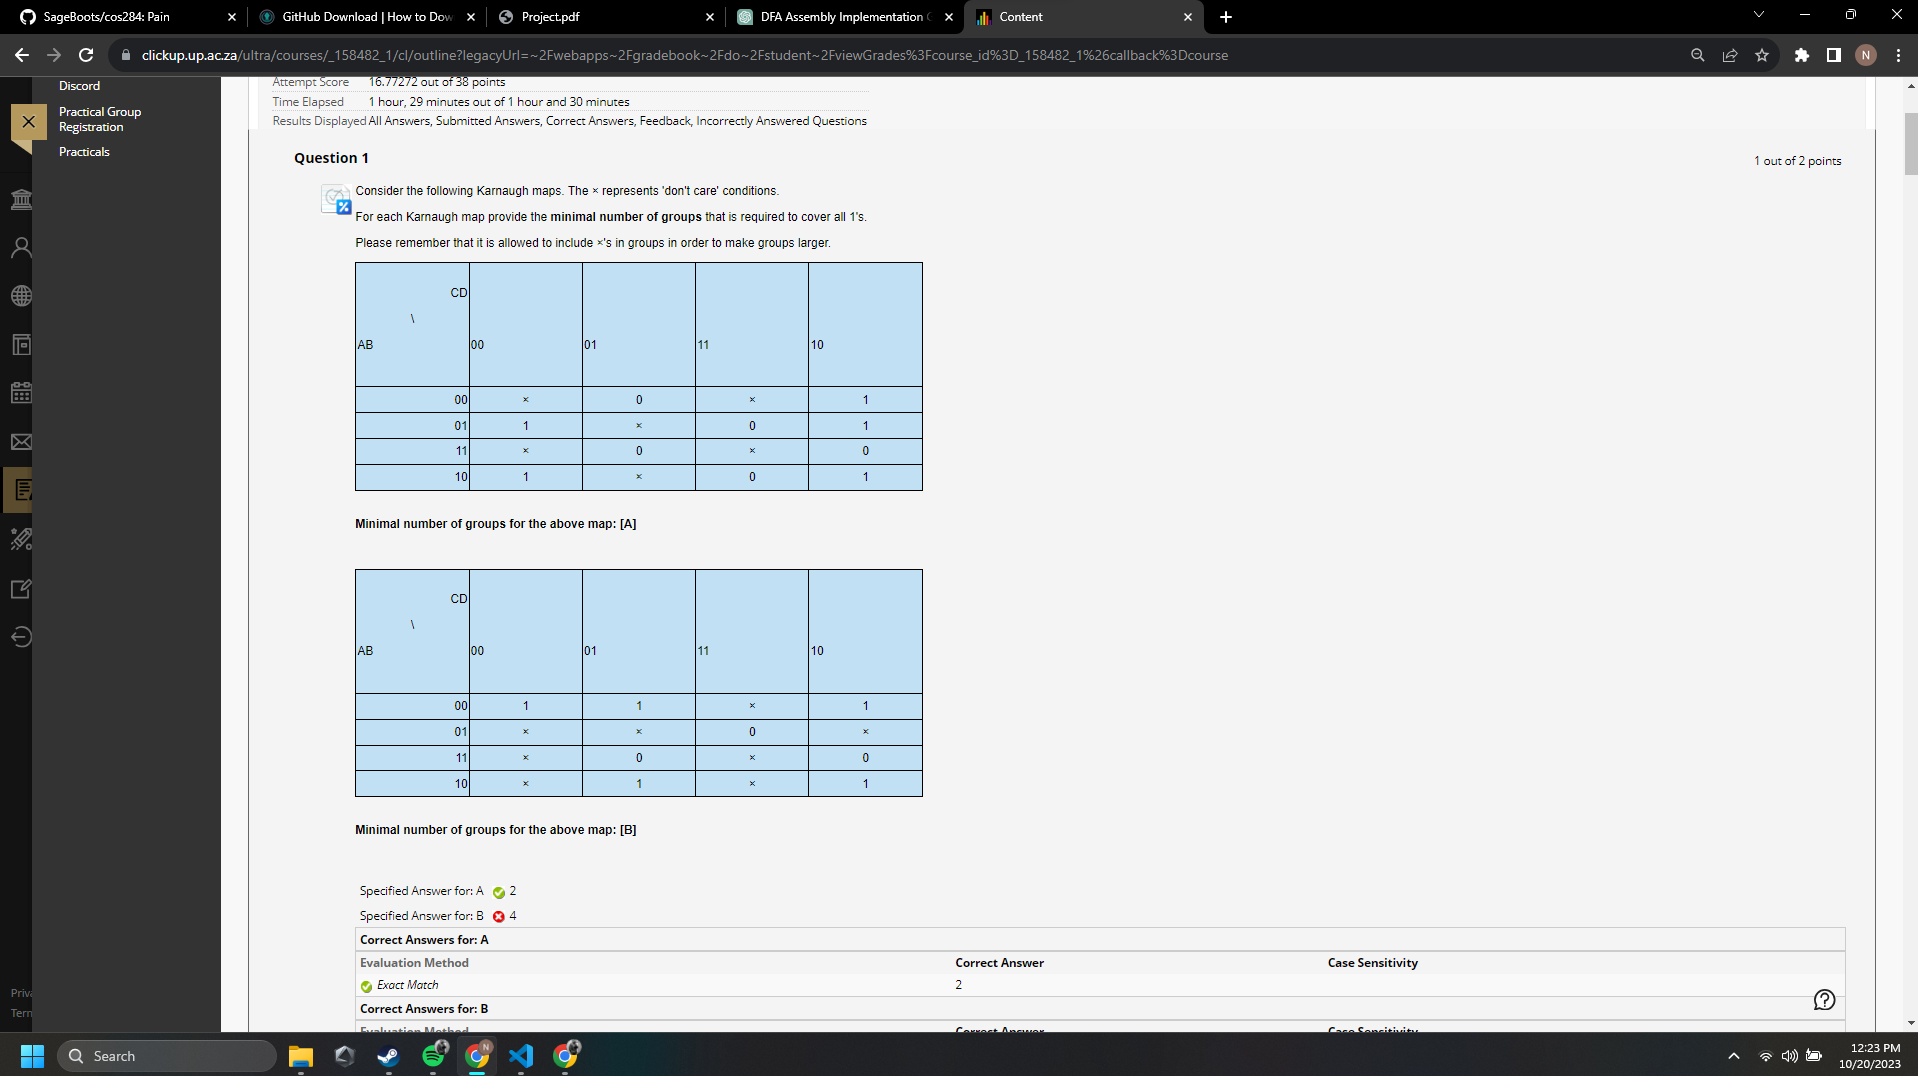 SageBoots/cos284: Pain
GitHub Download | How to Dow
Project.pdf
DFA Assembly Implementation
Content
clickup.up.ac.za/ultra/courses/_158482_1/cl/outline?legacyUrl=~2Fwebapps~2Fgradebook~2Fdo~2Fstudent~2FviewGrades%3Fcourse_id%3D_158482_1%26callback%3Dcourse
N
Discord
Practical Group
Registration
Practicals
Attempt Score 16.77272 out of 38 points
Time Elapsed 1 hour, 29 minutes out of 1 hour and 30 minutes
Results Displayed All Answers, Submitted Answers, Correct Answers, Feedback, Incorrectly Answered Questions
Question 1
1 out of 2 points
Consider the following Karnaugh maps. The × represents 'don't care' conditions.
For each Karnaugh map provide the minimal number of groups that is required to cover all 1's.
Please remember that it is allowed to include ×'s in groups in order to make groups larger.
CD
\
AB 00 01 11 10
00 × 0 × 1
01 1 × 0 1
11 × 0 × 0
10 1 × 0 1
Minimal number of groups for the above map: [A]
CD
\
AB 00 01 11 10
00 1 1 × 1
01 × × 0 ×
11 × 0 × 0
10 × 1 × 1
Minimal number of groups for the above map: [B]
Specified Answer for: A 2
Specified Answer for: B 4
Correct Answers for: A
Evaluation Method Correct Answer Case Sensitivity
Exact Match 2
Correct Answers for: B
Evaluation Method Correct Answer Case Sensitivity
Priva
Term
Search
N
12:23 PM
10/20/2023